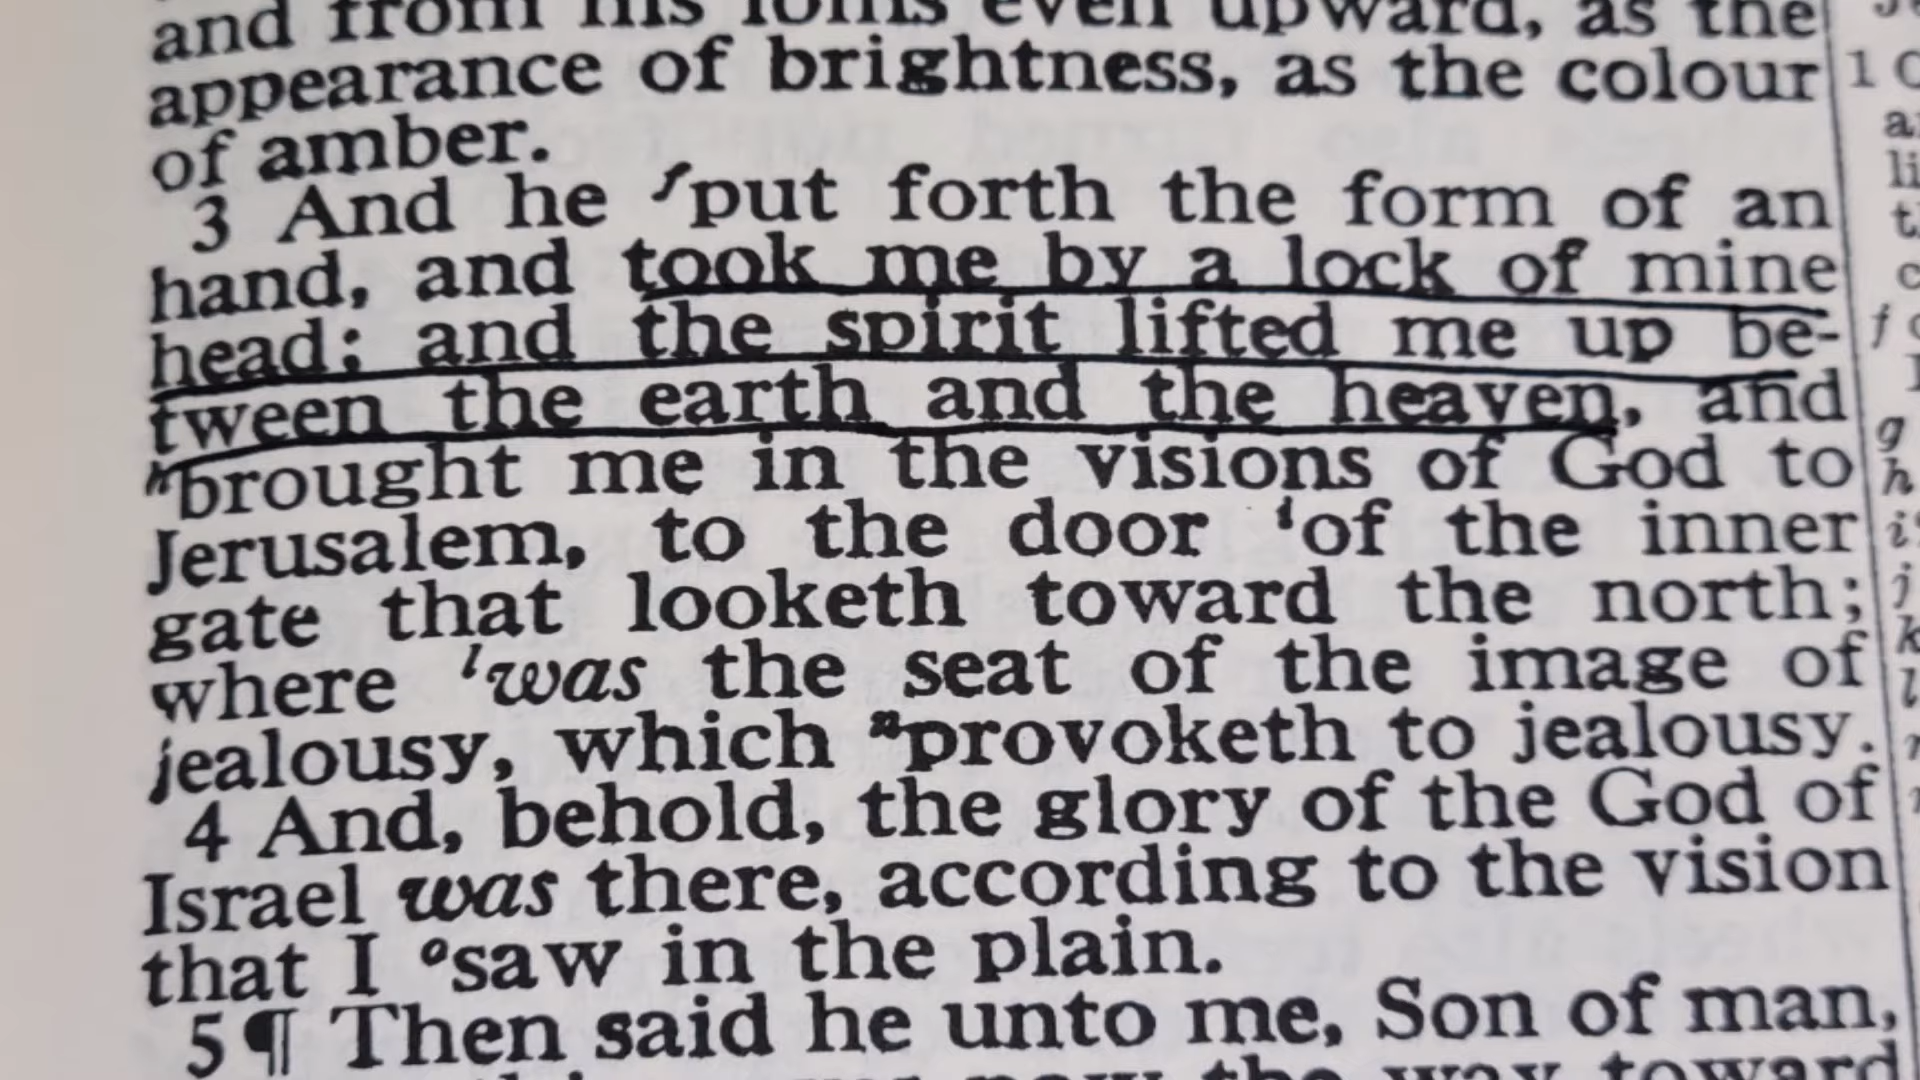 and from his loins even upward, as the
appearance of brightness, as the colour
of amber.
3 And he f put forth the form of an
hand, and took me by a lock of mine
head; and the spirit lifted me up be-
tween the earth and the heaven, and
h brought me in the visions of God to
Jerusalem, to the door i of the inner
gate that looketh toward the north;
where l was the seat of the image of
jealousy, which n provoketh to jealousy.
4 And, behold, the glory of the God of
Israel was there, according to the vision
that I o saw in the plain.
5 ¶ Then said he unto me, Son of man,
the way toward
1
f
g
h
i
j
k
l